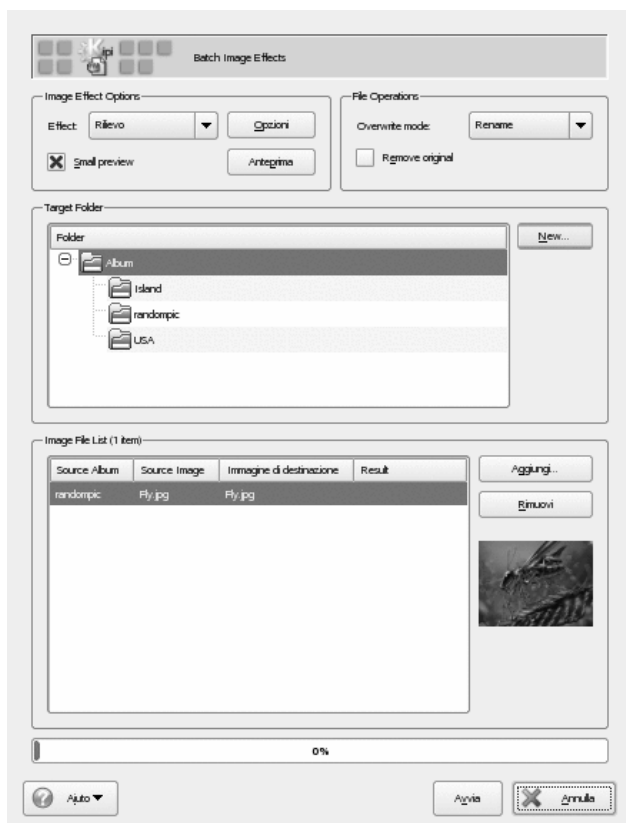 Kipi
Batch Image Effects
Image Effect Options
Effect: Rilievo
Opzioni
Small preview
Anteprima
File Operations
Overwrite mode: Rename
Remove original
Target Folder
Folder
New...
Album
Island
randompic
USA
Image File List (1 item)
Source Album Source Image Immagine di destinazione Result
randompic Fly.jpg Fly.jpg
Aggiungi...
Rimuovi
0%
Aiuto
Avvia
Annulla